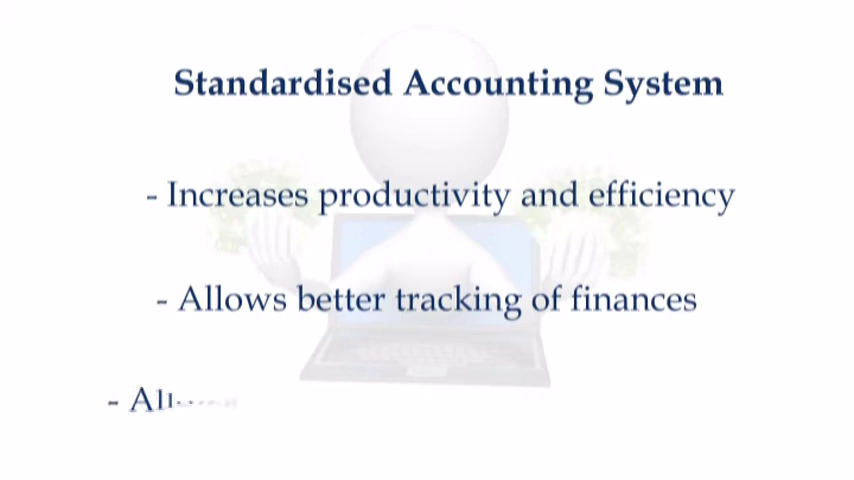 Standardised Accounting System
- Increases productivity and efficiency
- Allows better tracking of finances
-